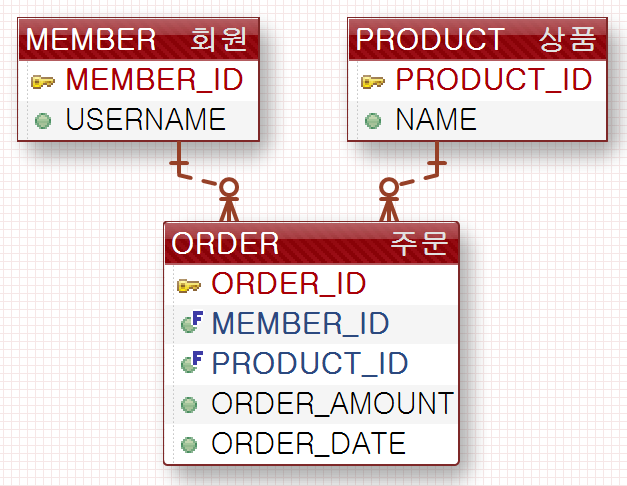 MEMBER 회원
MEMBER_ID
USERNAME
PRODUCT 상품
PRODUCT_ID
NAME
ORDER 주문
ORDER_ID
F MEMBER_ID
F PRODUCT_ID
ORDER_AMOUNT
ORDER_DATE